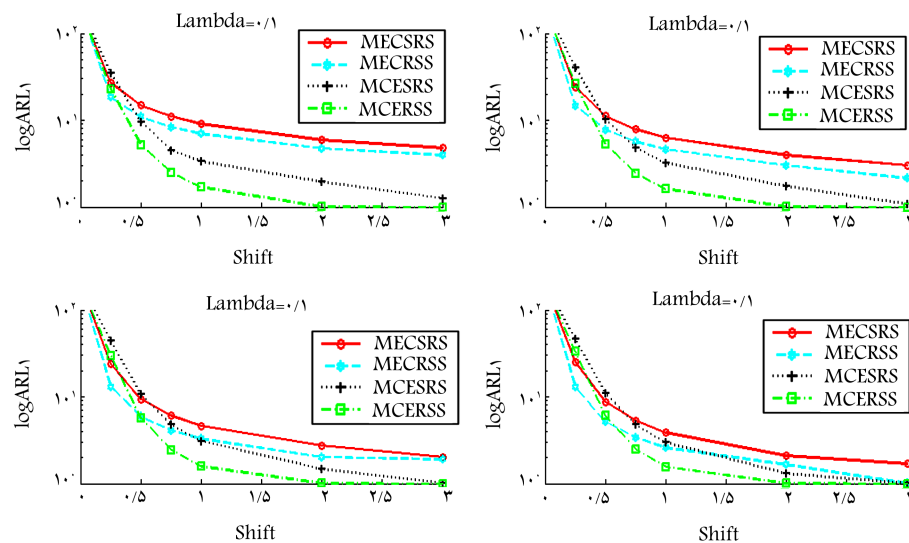 Lambda=۰/۱
logARL۱
۱۰۲
۱۰۱
۱۰۰
MECSRS
MECRSS
MCESRS
MCERSS
۰/۵ ۱ ۱/۵ ۲ ۲/۵ ۳
Shift
Lambda=۰/۱
logARL۱
۱۰۲
۱۰۱
۱۰۰
MECSRS
MECRSS
MCESRS
MCERSS
۰ ۰/۵ ۱ ۱/۵ ۲ ۲/۵
Shift
Lambda=۰/۱
logARL۱
۱۰۲
۱۰۱
۱۰۰
MECSRS
MECRSS
MCESRS
MCERSS
۰/۵ ۱ ۱/۵ ۲ ۲/۵ ۳
Shift
Lambda=۰/۱
logARL۱
۱۰۲
۱۰۱
۱۰۰
MECSRS
MECRSS
MCESRS
MCERSS
۰ ۰/۵ ۱ ۱/۵ ۲ ۲/۵
Shift